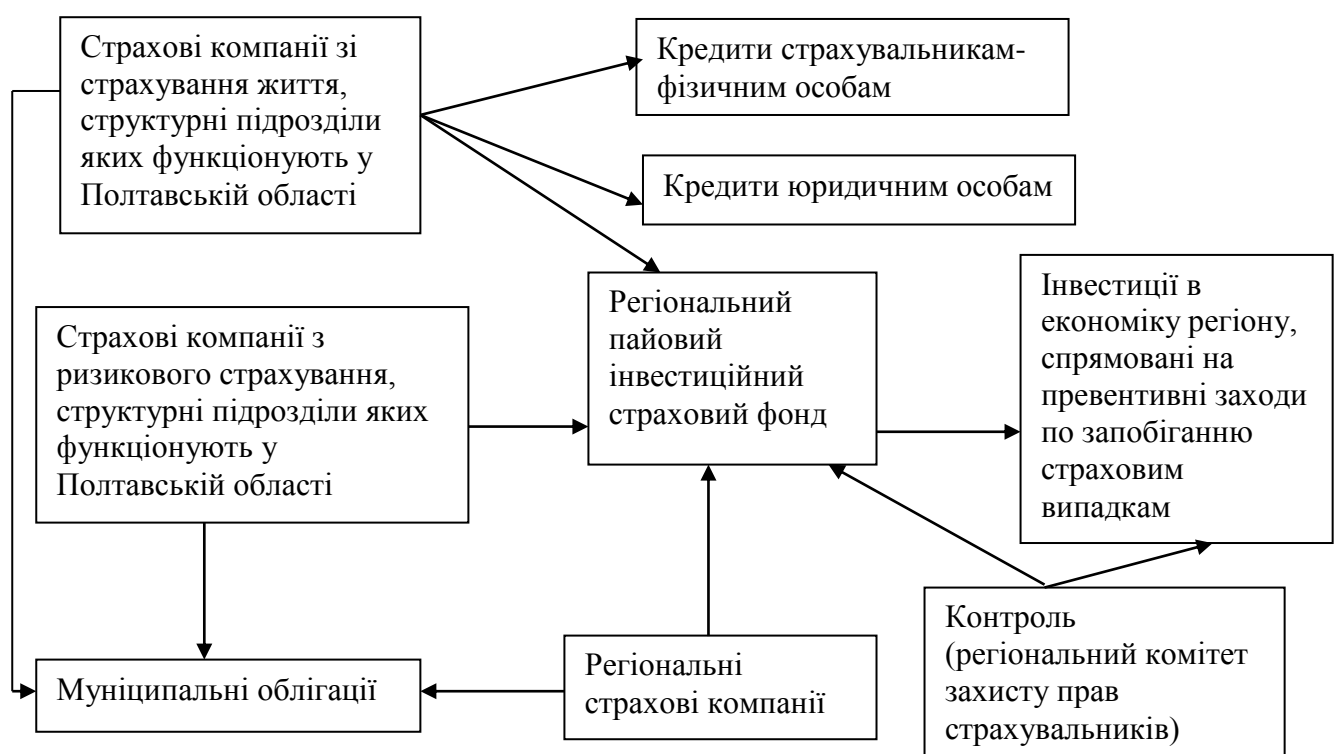 Страхові компанії зі
страхування життя,
структурні підрозділи
яких функціонують у
Полтавській області
Кредити страхувальникам-
фізичним особам
Кредити юридичним особам
Страхові компанії з
ризикового страхування,
структурні підрозділи яких
функціонують у
Полтавській області
Регіональний
пайовий
інвестиційний
страховий фонд
Інвестиції в
економіку регіону,
спрямовані на
превентивні заходи
по запобіганню
страховим
випадкам
Муніципальні облігації
Регіональні
страхові компанії
Контроль
(регіональний комітет
захисту прав
страхувальників)